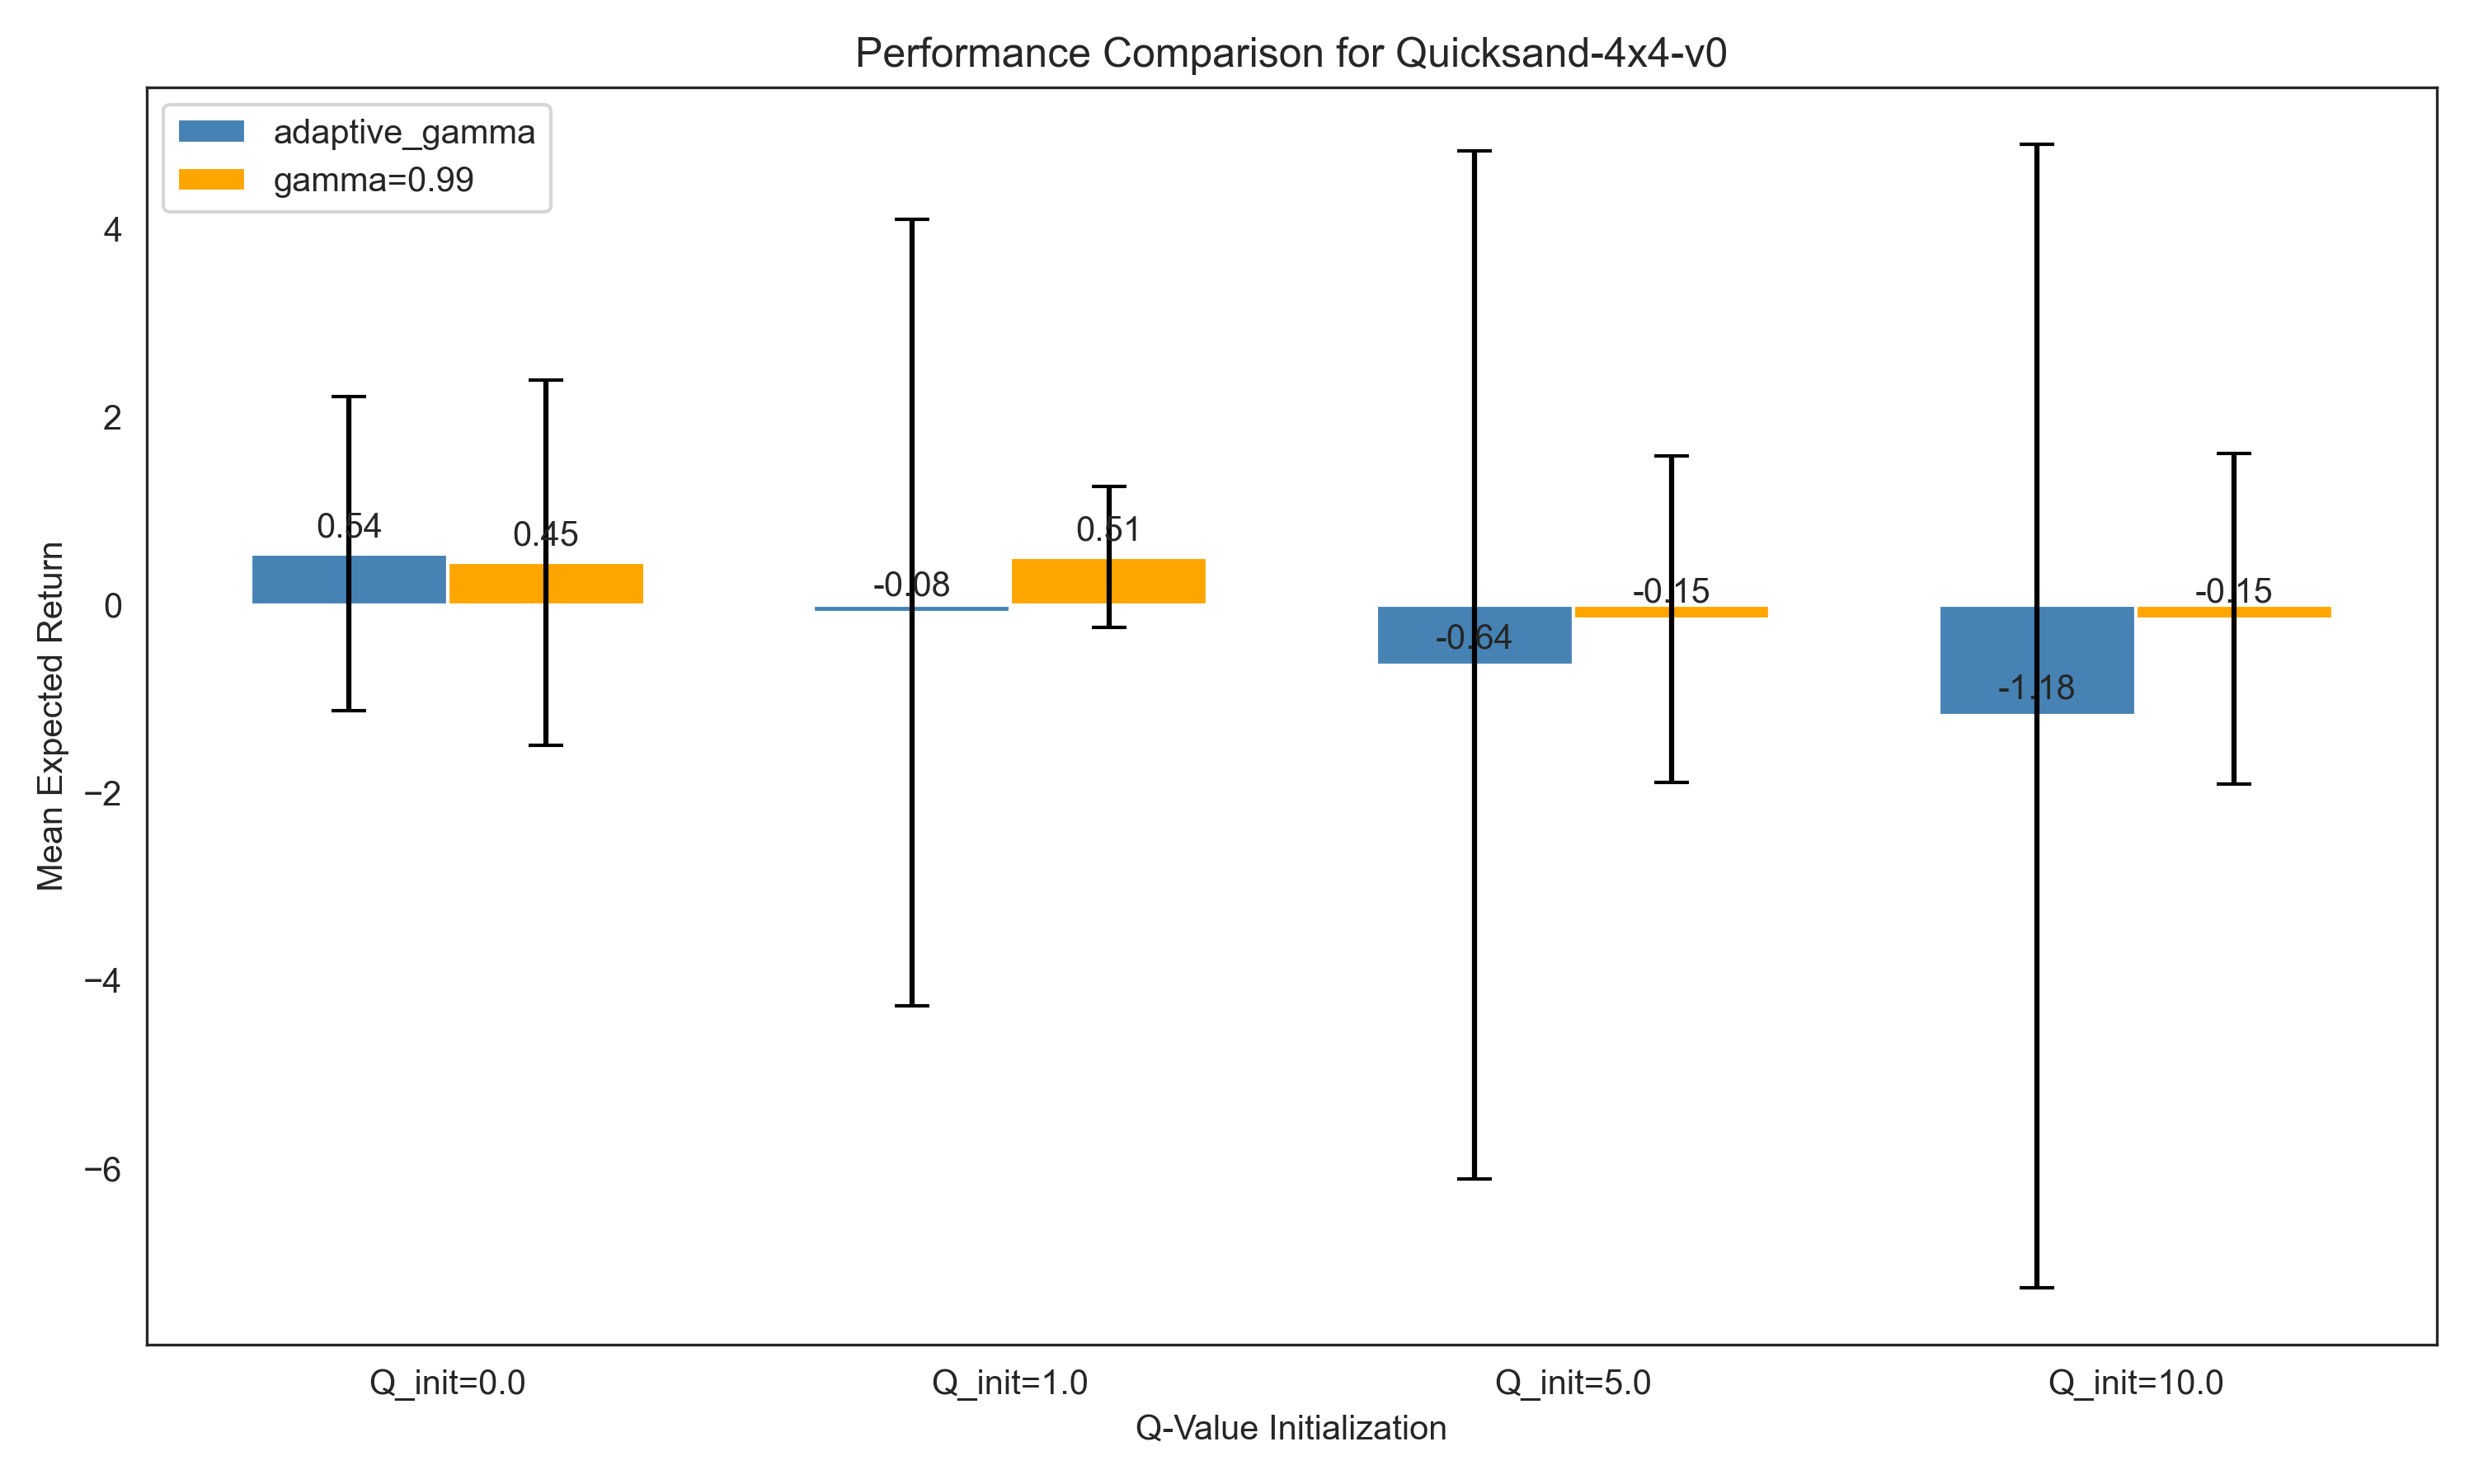 Performance Comparison for Quicksand-4x4-v0
adaptive_gamma
gamma=0.99
Mean Expected Return
4
2
0
−2
−4
−6
0.54
0.45
-0.08
0.51
-0.64
-0.15
-1.18
-0.15
Q_init=0.0
Q_init=1.0
Q_init=5.0
Q_init=10.0
Q-Value Initialization